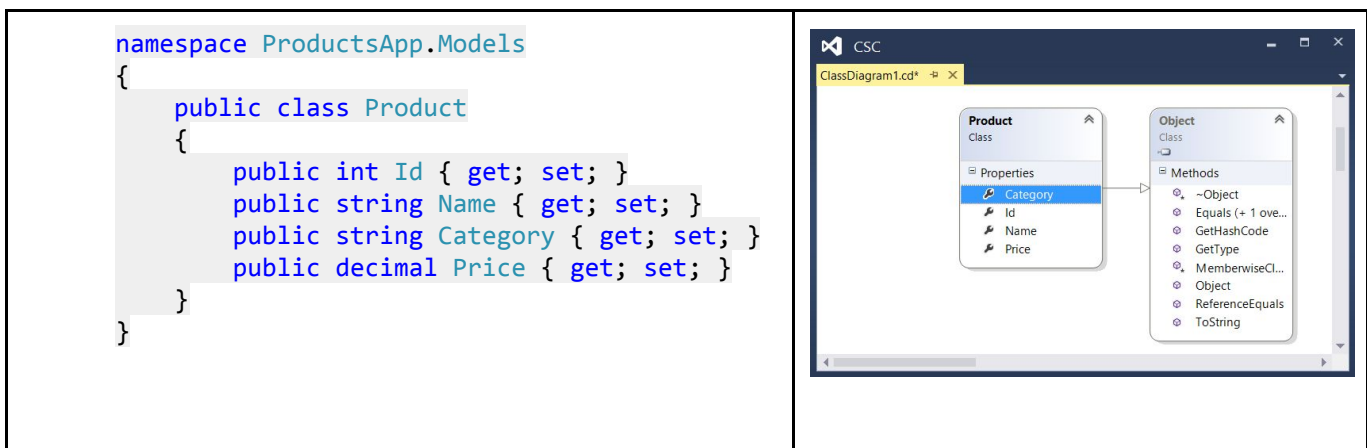 namespace ProductsApp.Models
{
public class Product
{
public int Id { get; set; }
public string Name { get; set; }
public string Category { get; set; }
public decimal Price { get; set; }
}
}
CSC
ClassDiagram1.cd*
Product
Class
Properties
Category
Id
Name
Price
Object
Class
Methods
~Object
Equals (+ 1 ove...
GetHashCode
GetType
MemberwiseCl...
Object
ReferenceEquals
ToString